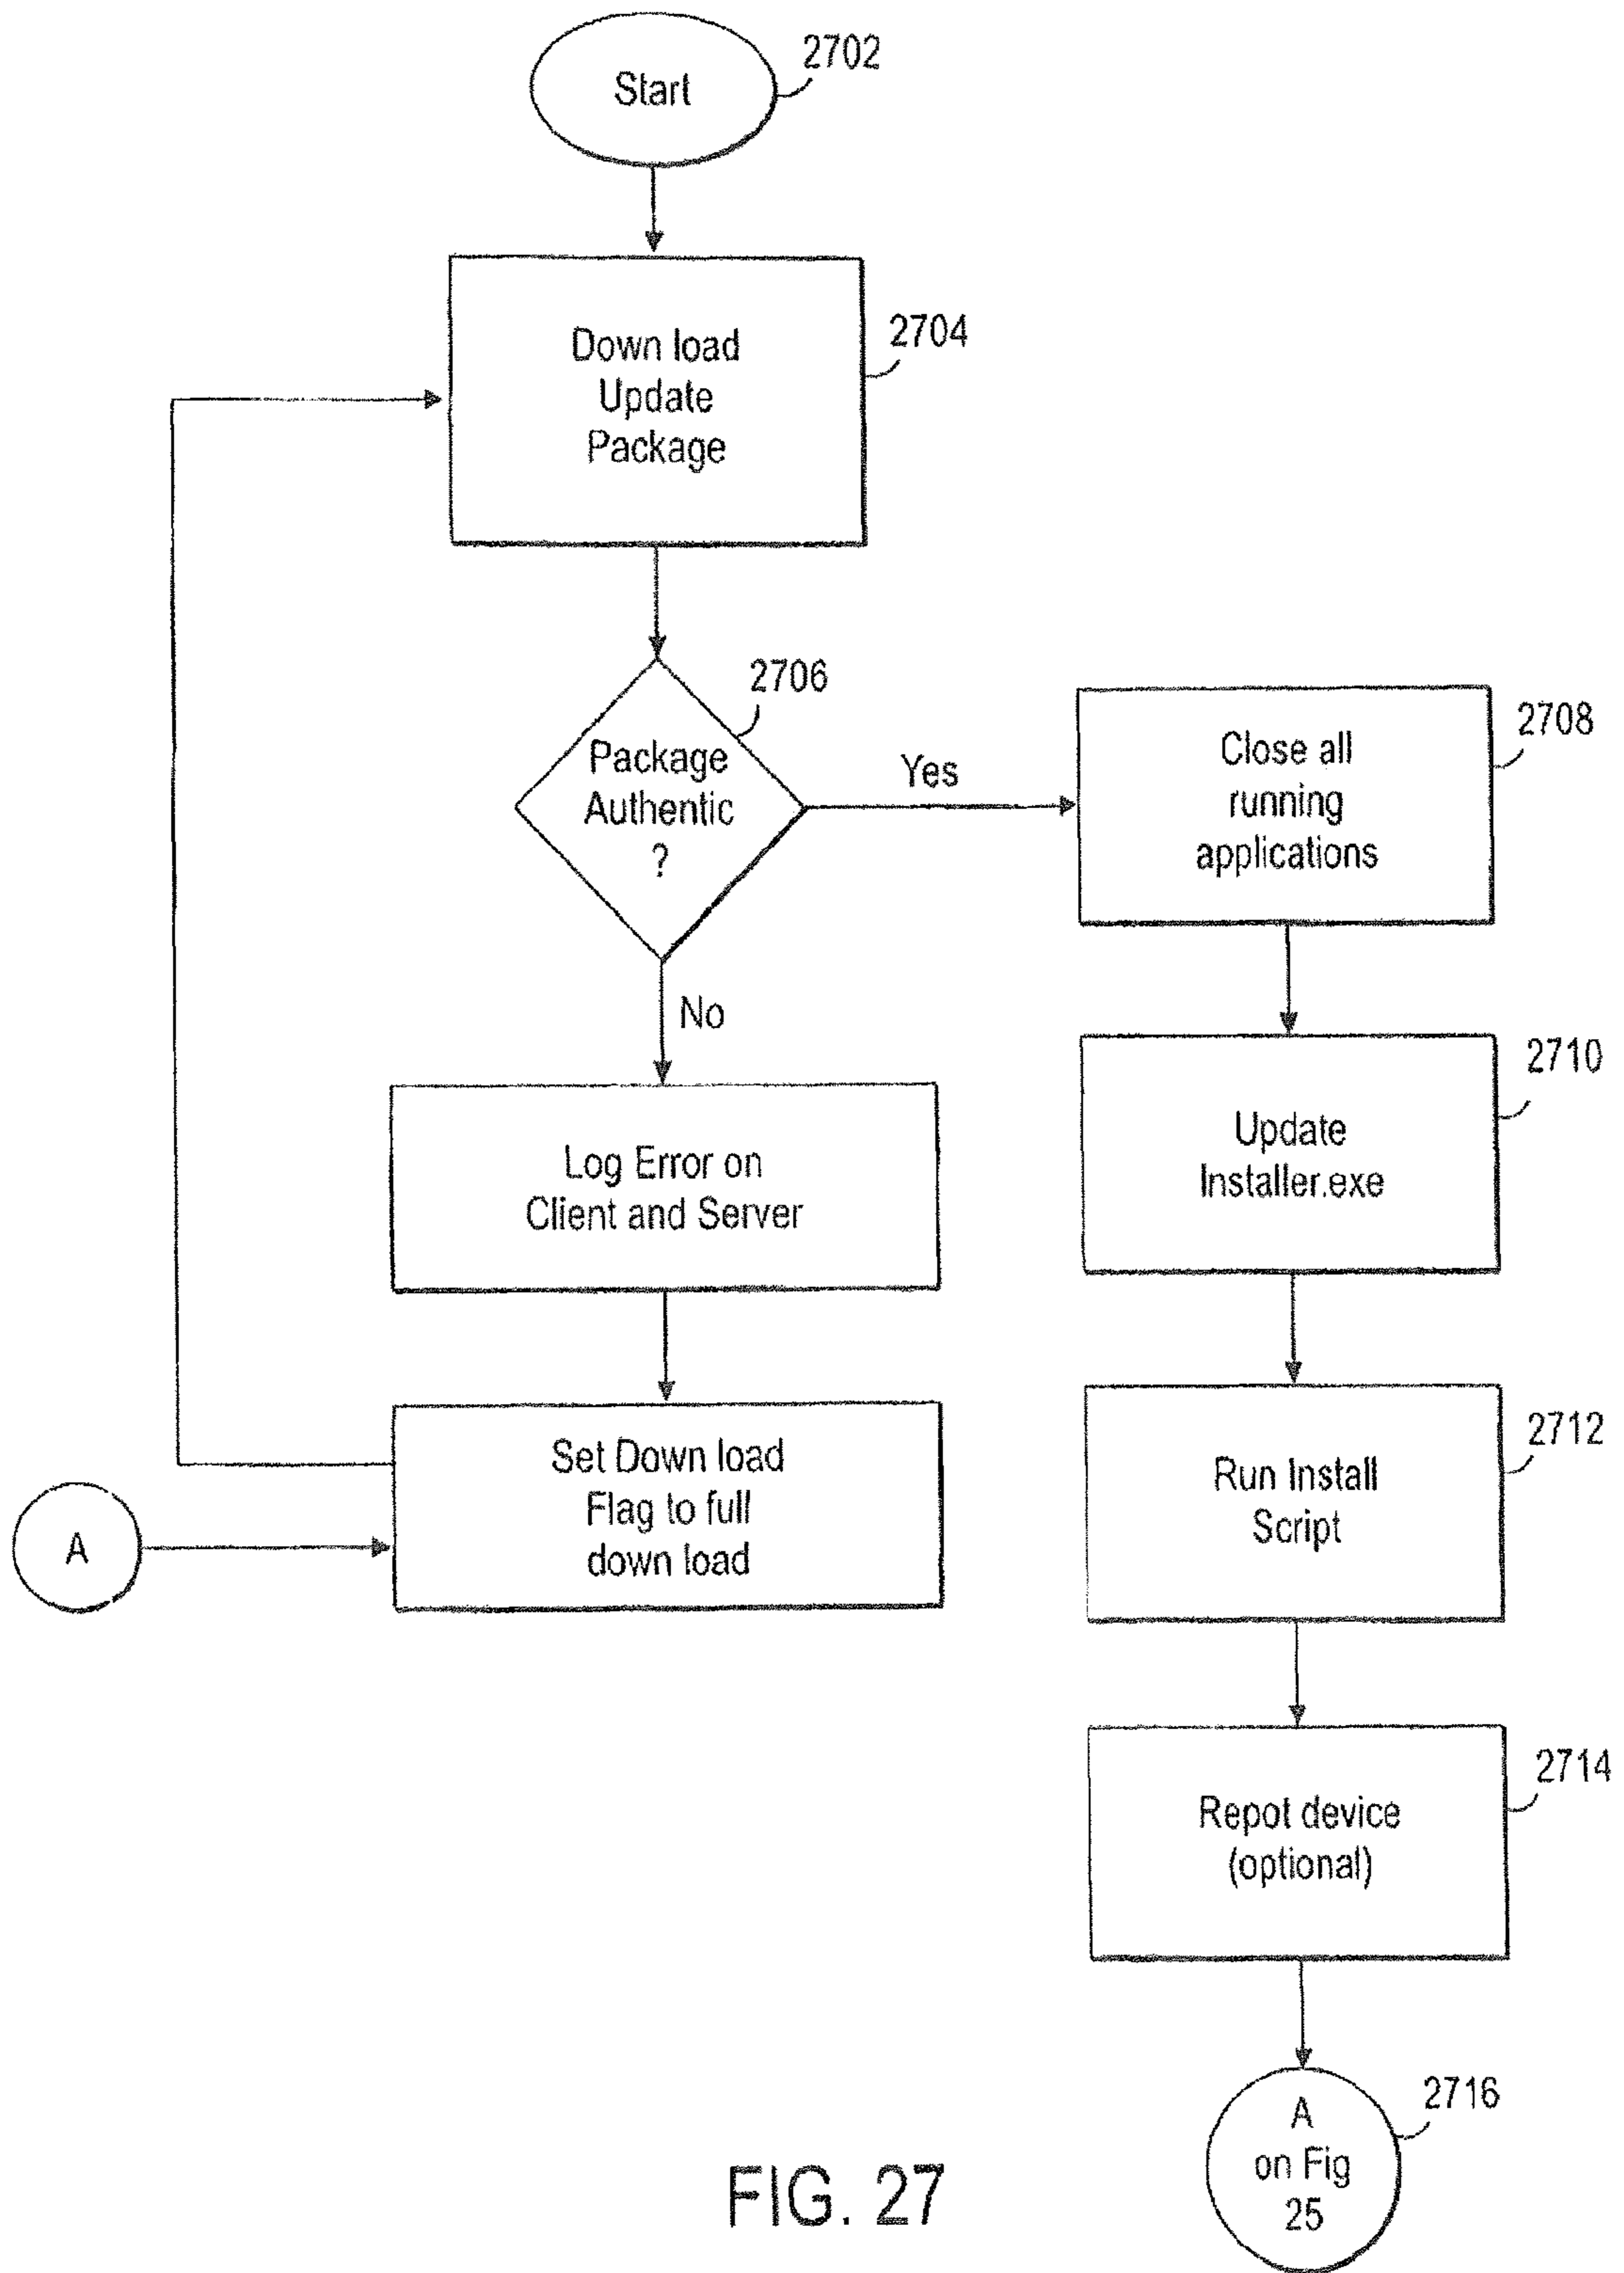 Start
2702
Down load
Update
Package
2704
Package
Authentic
?
2706
Yes
No
Close all
running
applications
2708
Update
Installer.exe
2710
Log Error on
Client and Server
Set Down load
Flag to full
down load
A
Run Install
Script
2712
Repot device
(optional)
2714
A
on Fig
25
2716
FIG. 27